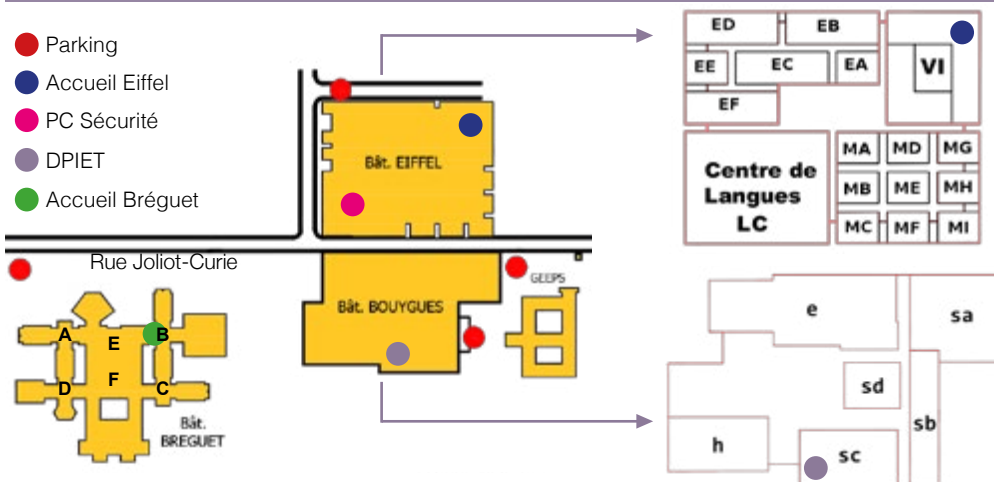 Parking
Accueil Eiffel
PC Sécurité
DPIET
Accueil Bréguet
Bât. EIFFEL
Rue Joliot-Curie
Bât. BOUYGUES
GEEPS
A
B
E
F
D
C
Bât.
BREGUET
ED
EB
EE
EC
EA
VI
EF
Centre de
Langues
LC
MA
MD
MG
MB
ME
MH
MC
MF
MI
e
sa
sd
sb
h
sc